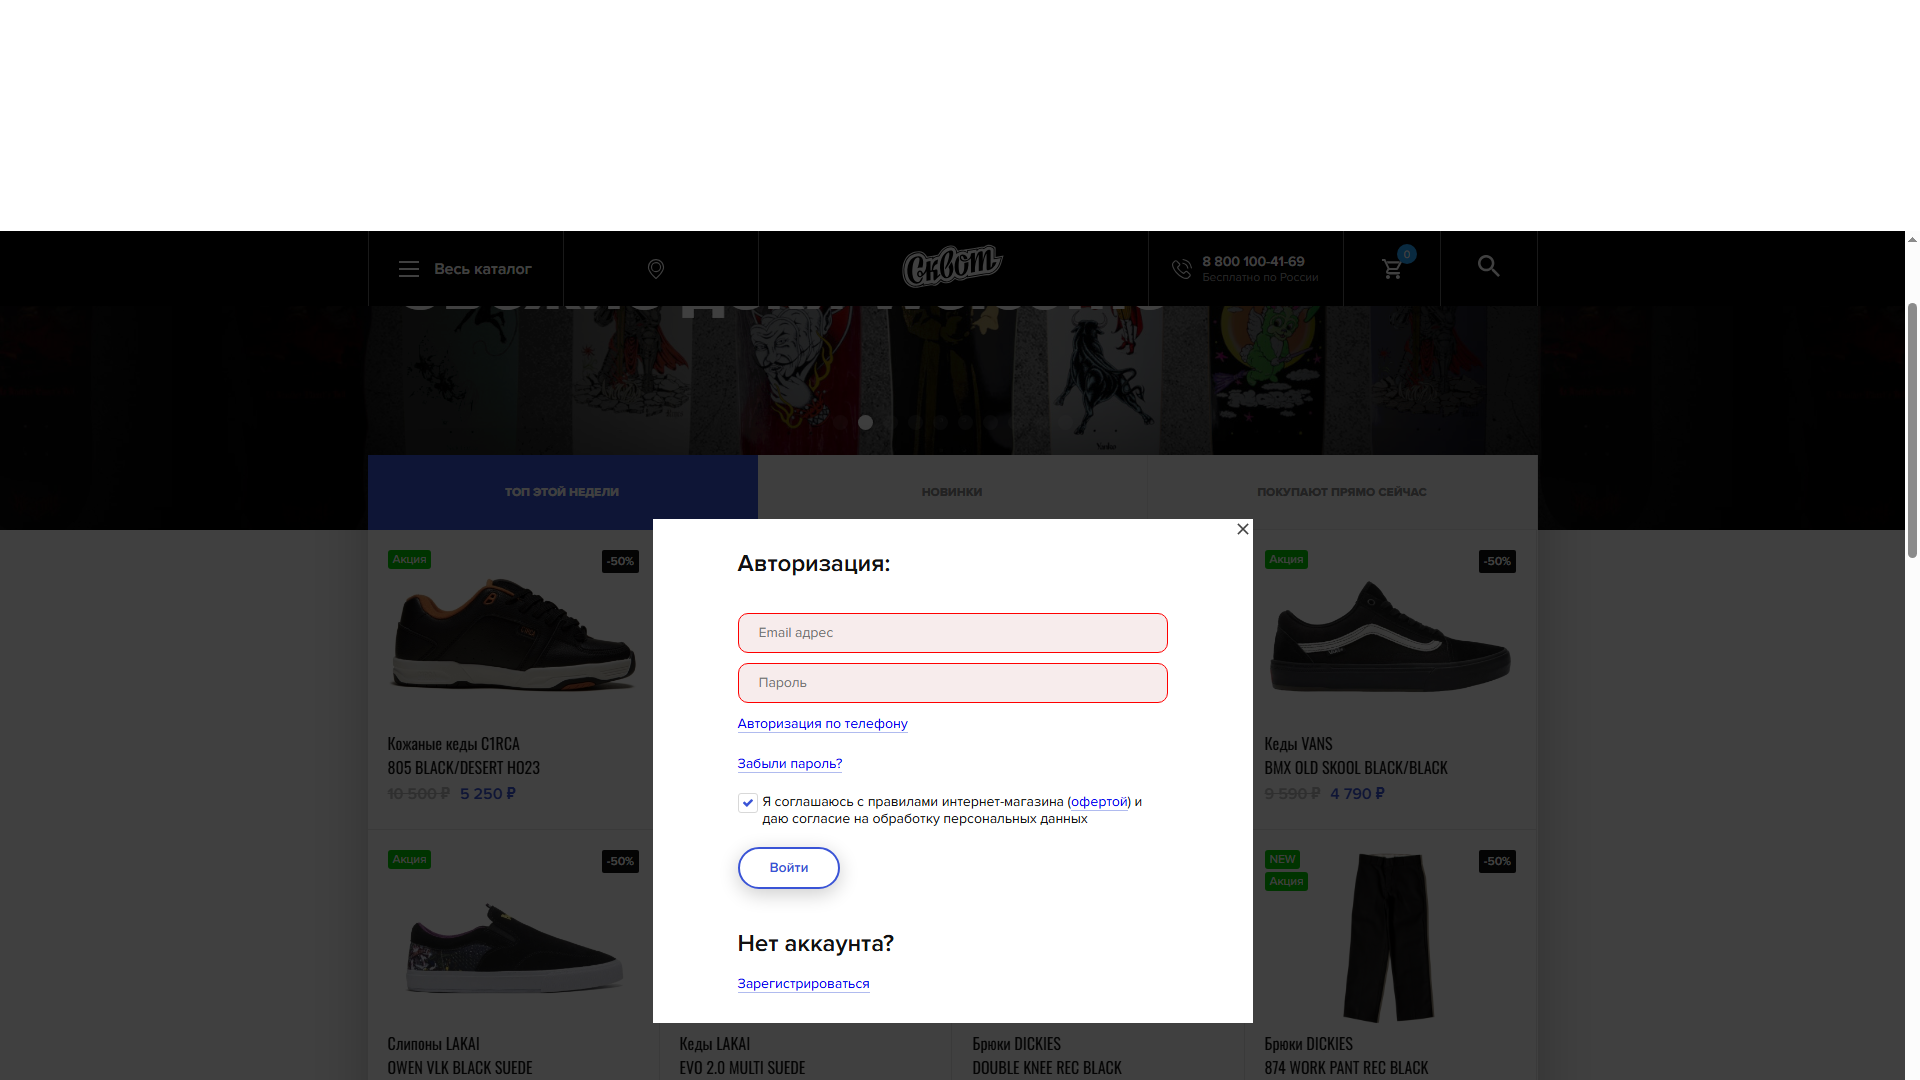 Весь каталог
Сквот
8 800 100-41-69
Бесплатно по России
0
ТОП ЭТОЙ НЕДЕЛИ
НОВИНКИ
ПОКУПАЮТ ПРЯМО СЕЙЧАС
Акция
-50%
Кожаные кеды C1RCA
805 BLACK/DESERT HO23
10 500 ₽ 5 250 ₽
Авторизация:
Email адрес
Пароль
Авторизация по телефону
Забыли пароль?
Я соглашаюсь с правилами интернет-магазина (офертой) и
даю согласие на обработку персональных данных
Войти
Нет аккаунта?
Зарегистрироваться
Акция
-50%
Кеды VANS
BMX OLD SKOOL BLACK/BLACK
9 590 ₽ 4 790 ₽
Акция
-50%
Слипоны LAKAI
OWEN VLK BLACK SUEDE
Кеды LAKAI
EVO 2.0 MULTI SUEDE
Брюки DICKIES
DOUBLE KNEE REC BLACK
NEW
Акция
-50%
Брюки DICKIES
874 WORK PANT REC BLACK